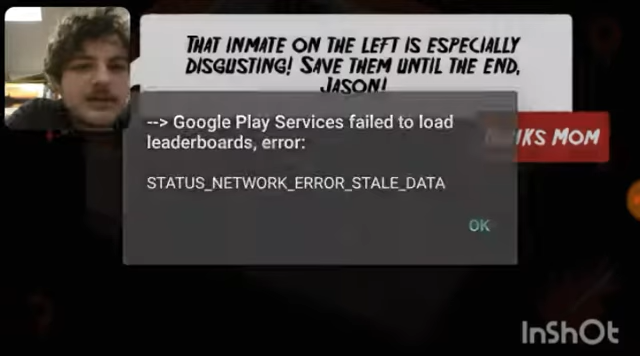 THAT INMATE ON THE LEFT IS ESPECIALLY
DISGUSTING! SAVE THEM UNTIL THE END,
JASON!
--> Google Play Services failed to load
leaderboards, error:
MOM
STATUS_NETWORK_ERROR_STALE_DATA
OK
InShOt